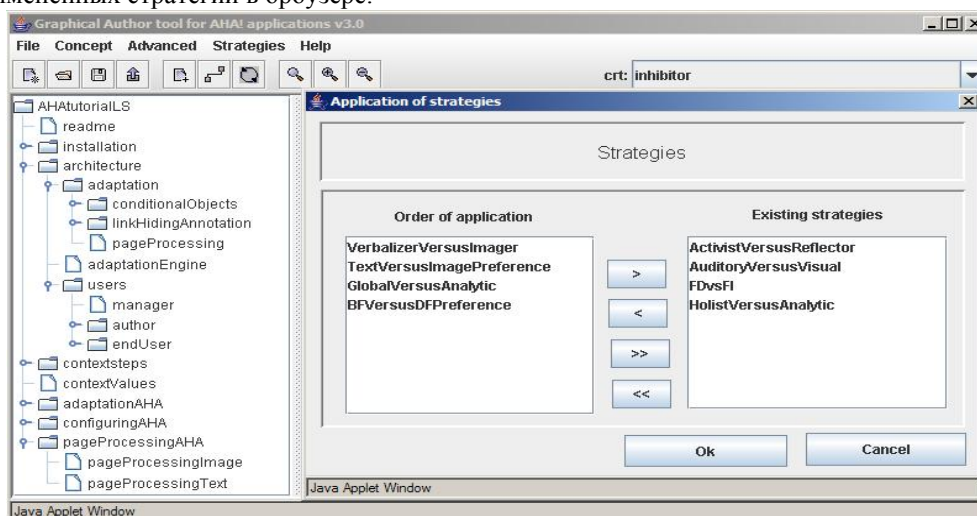 мененных стратегий в браузере.
Graphical Author tool for AHA! applications v3.0
File Concept Advanced Strategies Help
crt: inhibitor
AHAtutorialLS
readme
installation
architecture
adaptation
conditionalObjects
linkHidingAnnotation
pageProcessing
adaptationEngine
users
manager
author
endUser
contextsteps
contextValues
adaptationAHA
configuringAHA
pageProcessingAHA
pageProcessingImage
pageProcessingText
Java Applet Window
Application of strategies
Strategies
Order of application
VerbalizerVersusImager
TextVersusImagePreference
GlobalVersusAnalytic
BFVersusDFPreference
>
<
>>
<<
Existing strategies
ActivistVersusReflector
AuditoryVersusVisual
FDvsFI
HolistVersusAnalytic
Ok Cancel
Java Applet Window